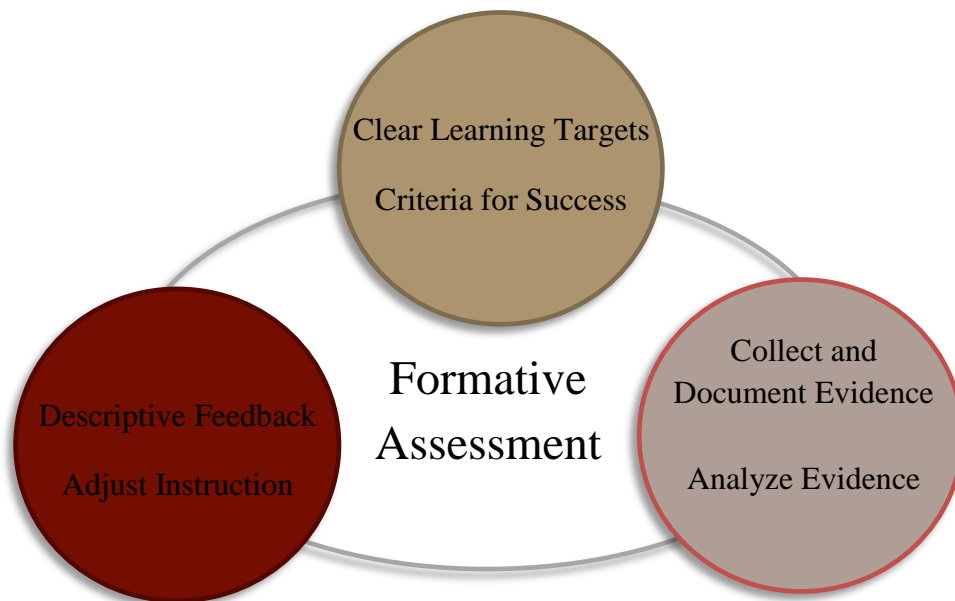 Clear Learning Targets
Criteria for Success
Collect and
Document Evidence
Analyze Evidence
Formative
Assessment
Descriptive Feedback
Adjust Instruction